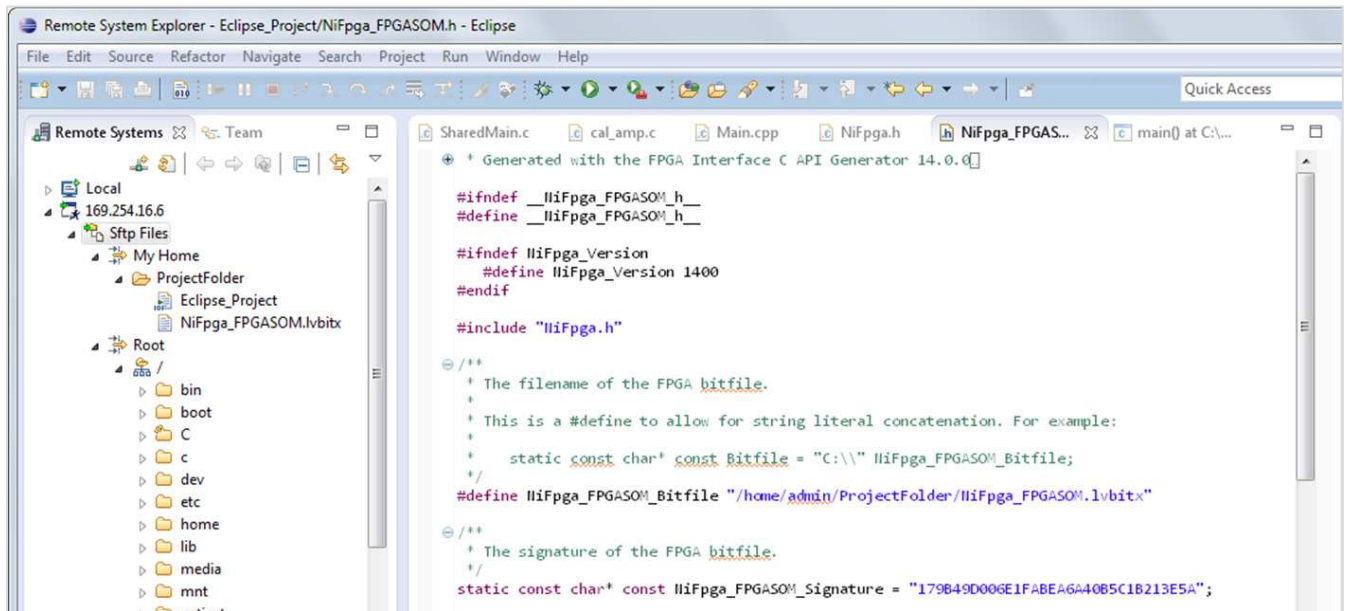 Remote System Explorer - Eclipse_Project/NiFpga_FPGASOM.h - Eclipse
File Edit Source Refactor Navigate Search Project Run Window Help
Quick Access
Remote Systems Team
SharedMain.c cal_amp.c Main.cpp NiFpga.h NiFpga_FPGAS... main() at C:\...
Local
169.254.16.6
Sftp Files
My Home
ProjectFolder
Eclipse_Project
NiFpga_FPGASOM.lvbitx
Root
/
bin
boot
C
c
dev
etc
home
lib
media
mnt
* Generated with the FPGA Interface C API Generator 14.0.0
#ifndef __NiFpga_FPGASOM_h__
#define __NiFpga_FPGASOM_h__
#ifndef NiFpga_Version
#define NiFpga_Version 1400
#endif
#include "NiFpga.h"
/**
* The filename of the FPGA bitfile.
*
* This is a #define to allow for string literal concatenation. For example:
*
* static const char* const Bitfile = "C:\\" NiFpga_FPGASOM_Bitfile;
*/
#define NiFpga_FPGASOM_Bitfile "/home/admin/ProjectFolder/NiFpga_FPGASOM.lvbitx"
/**
* The signature of the FPGA bitfile.
*/
static const char* const NiFpga_FPGASOM_Signature = "179B49D006E1FABEA6A40B5C1B213E5A";